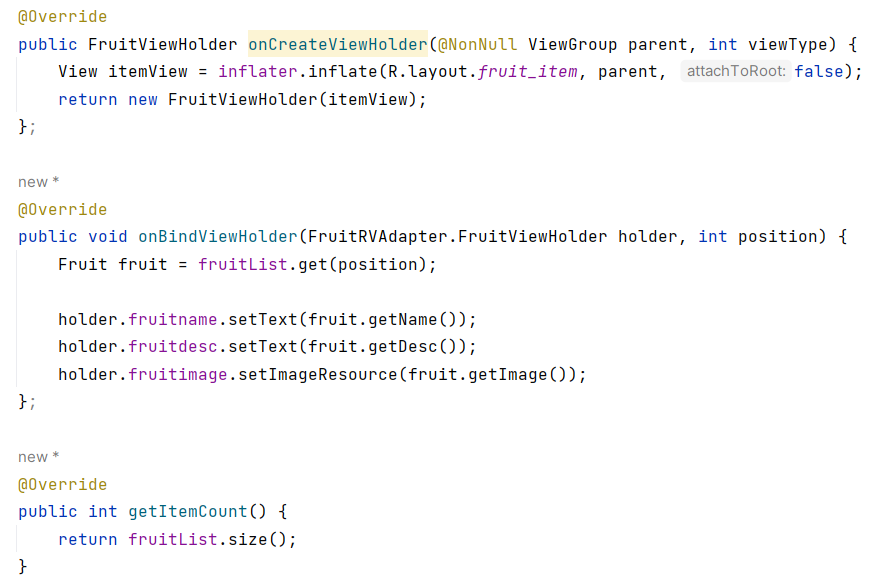 @Override
public FruitViewHolder onCreateViewHolder(@NonNull ViewGroup parent, int viewType) {
    View itemView = inflater.inflate(R.layout.fruit_item, parent, attachToRoot: false);
    return new FruitViewHolder(itemView);
};
new *
@Override
public void onBindViewHolder(FruitRVAdapter.FruitViewHolder holder, int position) {
    Fruit fruit = fruitList.get(position);
    holder.fruitname.setText(fruit.getName());
    holder.fruitdesc.setText(fruit.getDesc());
    holder.fruitimage.setImageResource(fruit.getImage());
};
new *
@Override
public int getItemCount() {
    return fruitList.size();
}